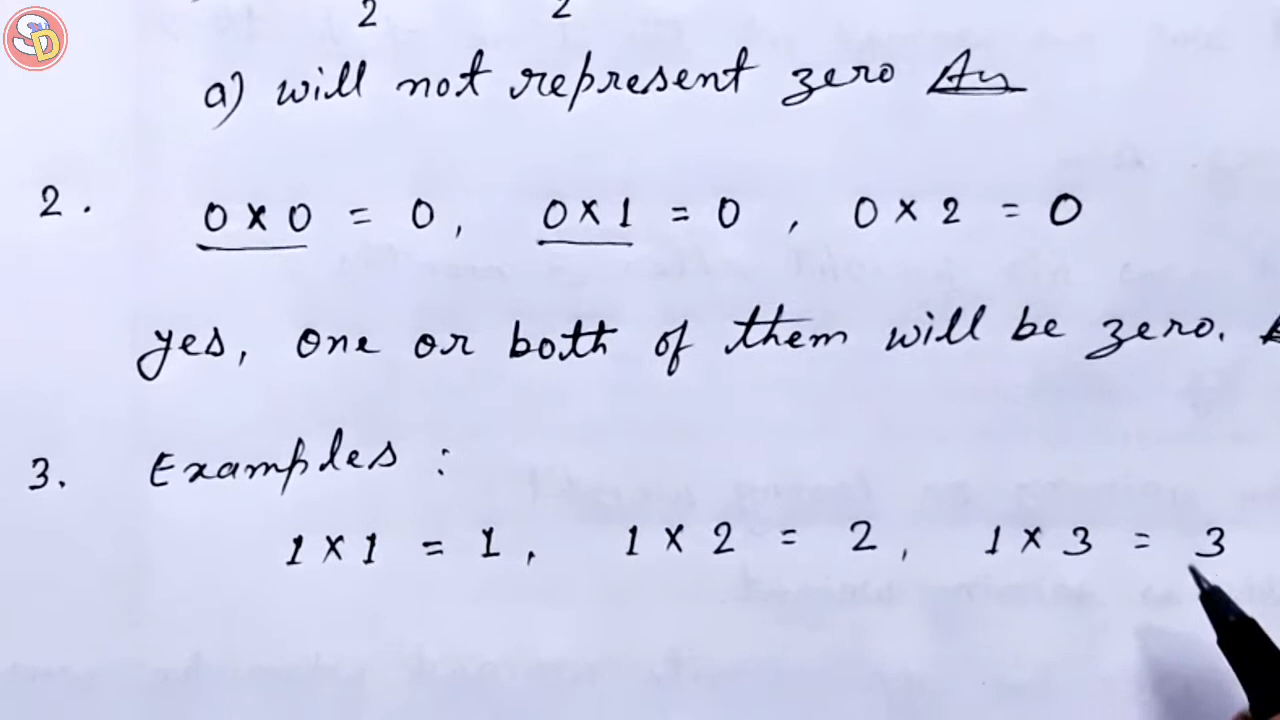 SD
2 2
a) will not represent zero Ans
2. 0 × 0 = 0, 0 × 1 = 0, 0 × 2 = 0
yes, one or both of them will be zero.
3. Examples :
1 × 1 = 1, 1 × 2 = 2, 1 × 3 = 3